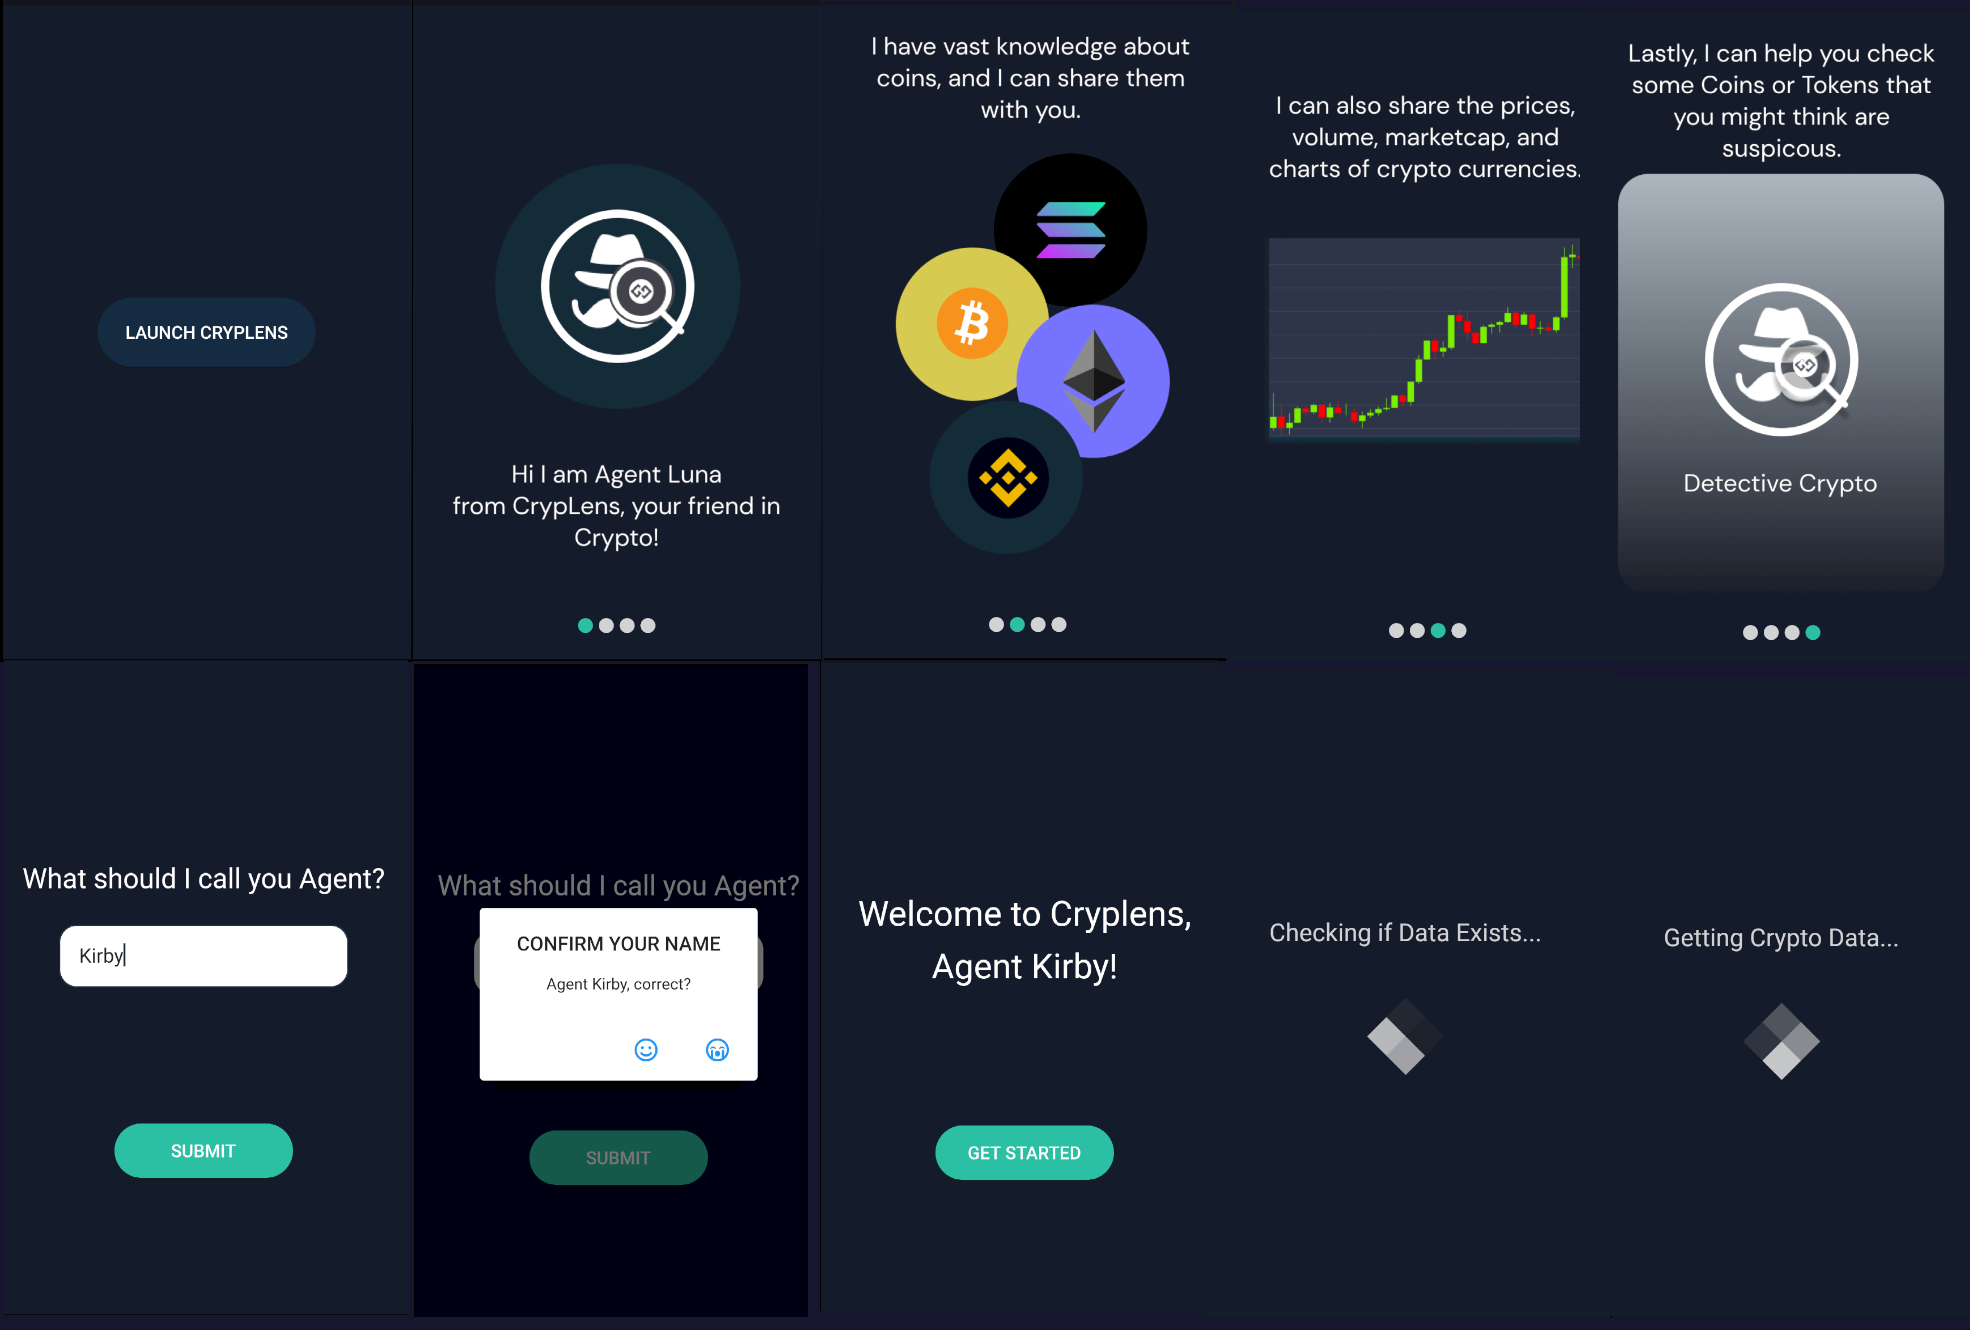 LAUNCH CRYPLENS
Hi I am Agent Luna
from CrypLens, your friend in
Crypto!
I have vast knowledge about
coins, and I can share them
with you.
I can also share the prices,
volume, marketcap, and
charts of crypto currencies.
Lastly, I can help you check
some Coins or Tokens that
you might think are
suspicous.
Detective Crypto
What should I call you Agent?
Kirby
SUBMIT
What should I call you Agent?
CONFIRM YOUR NAME
Agent Kirby, correct?
SUBMIT
Welcome to Cryplens,
Agent Kirby!
GET STARTED
Checking if Data Exists...
Getting Crypto Data...